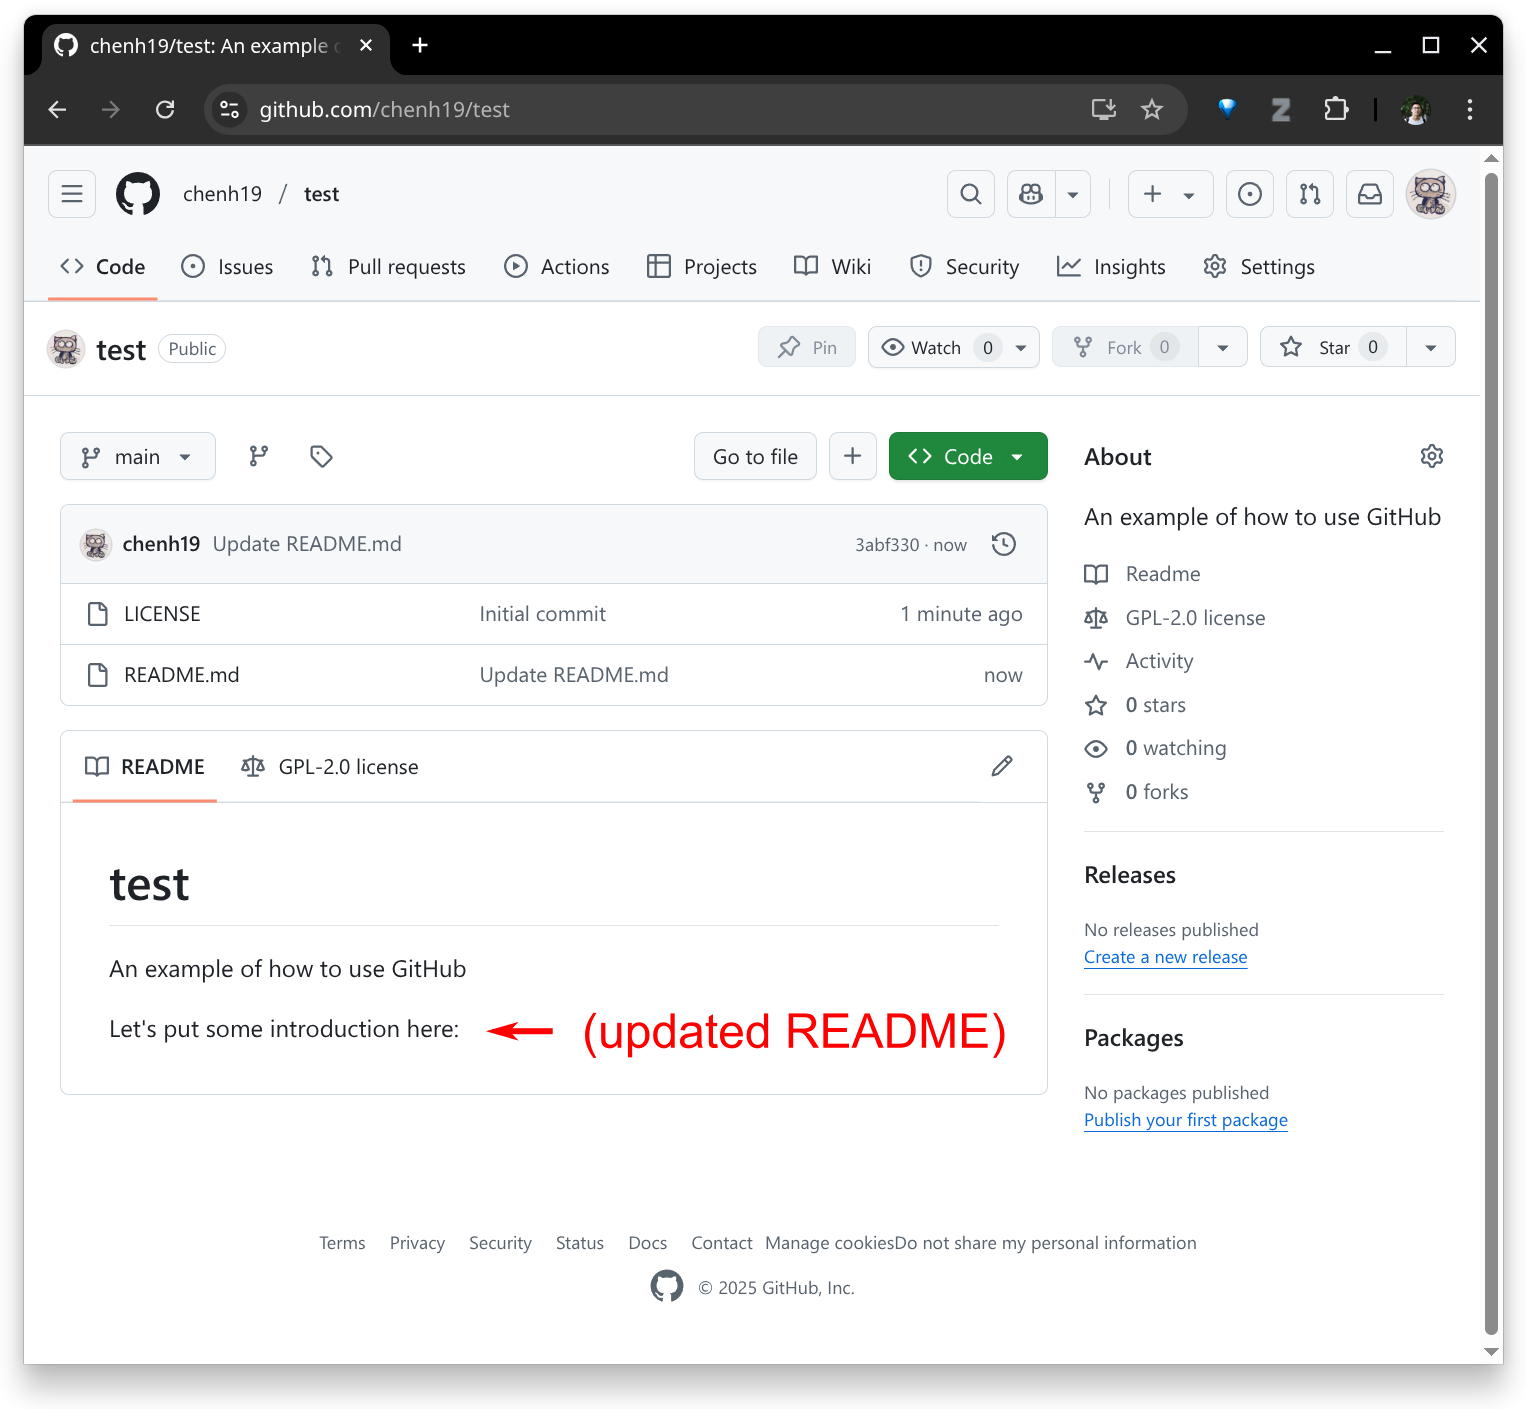 chenh19/test: An example
github.com/chenh19/test
chenh19 / test
Code Issues Pull requests Actions Projects Wiki Security Insights Settings
test Public Pin Watch 0 Fork 0 Star 0
main Go to file Code
chenh19 Update README.md 3abf330 · now
LICENSE Initial commit 1 minute ago
README.md Update README.md now
README GPL-2.0 license
test
An example of how to use GitHub
Let's put some introduction here: (updated README)
About
An example of how to use GitHub
Readme
GPL-2.0 license
Activity
0 stars
0 watching
0 forks
Releases
No releases published
Create a new release
Packages
No packages published
Publish your first package
Terms Privacy Security Status Docs Contact Manage cookies Do not share my personal information
© 2025 GitHub, Inc.